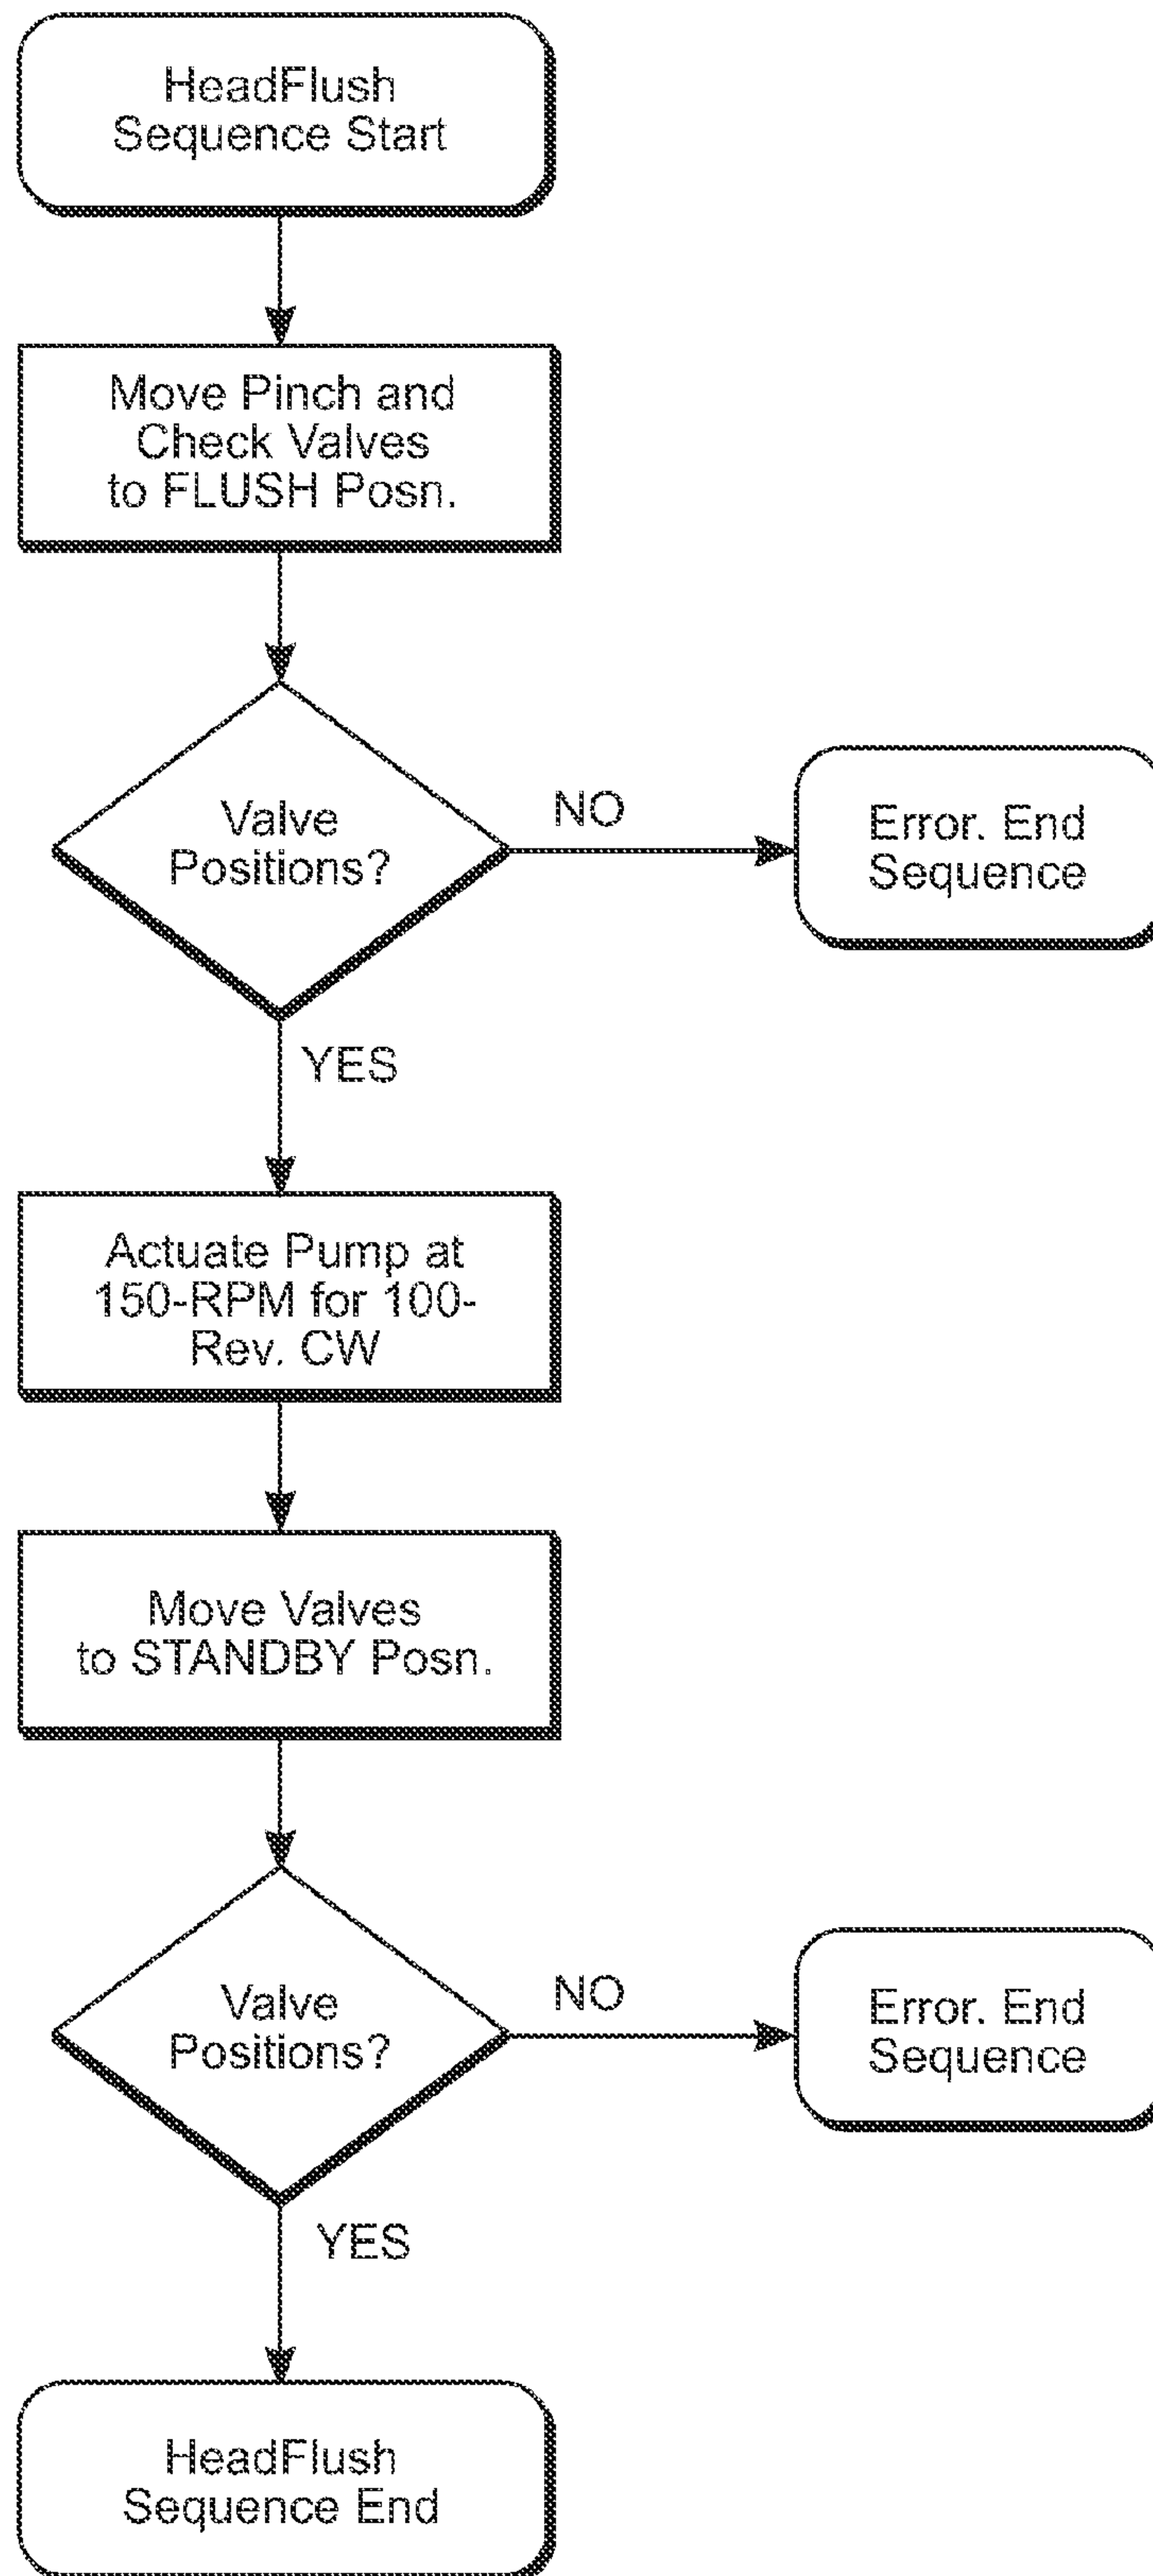 HeadFlush
Sequence Start
Move Pinch and
Check Valves
to FLUSH Posn.
Valve
Positions?
NO
Error. End
Sequence
YES
Actuate Pump at
150-RPM for 100-
Rev. CW
Move Valves
to STANDBY Posn.
Valve
Positions?
NO
Error. End
Sequence
YES
HeadFlush
Sequence End